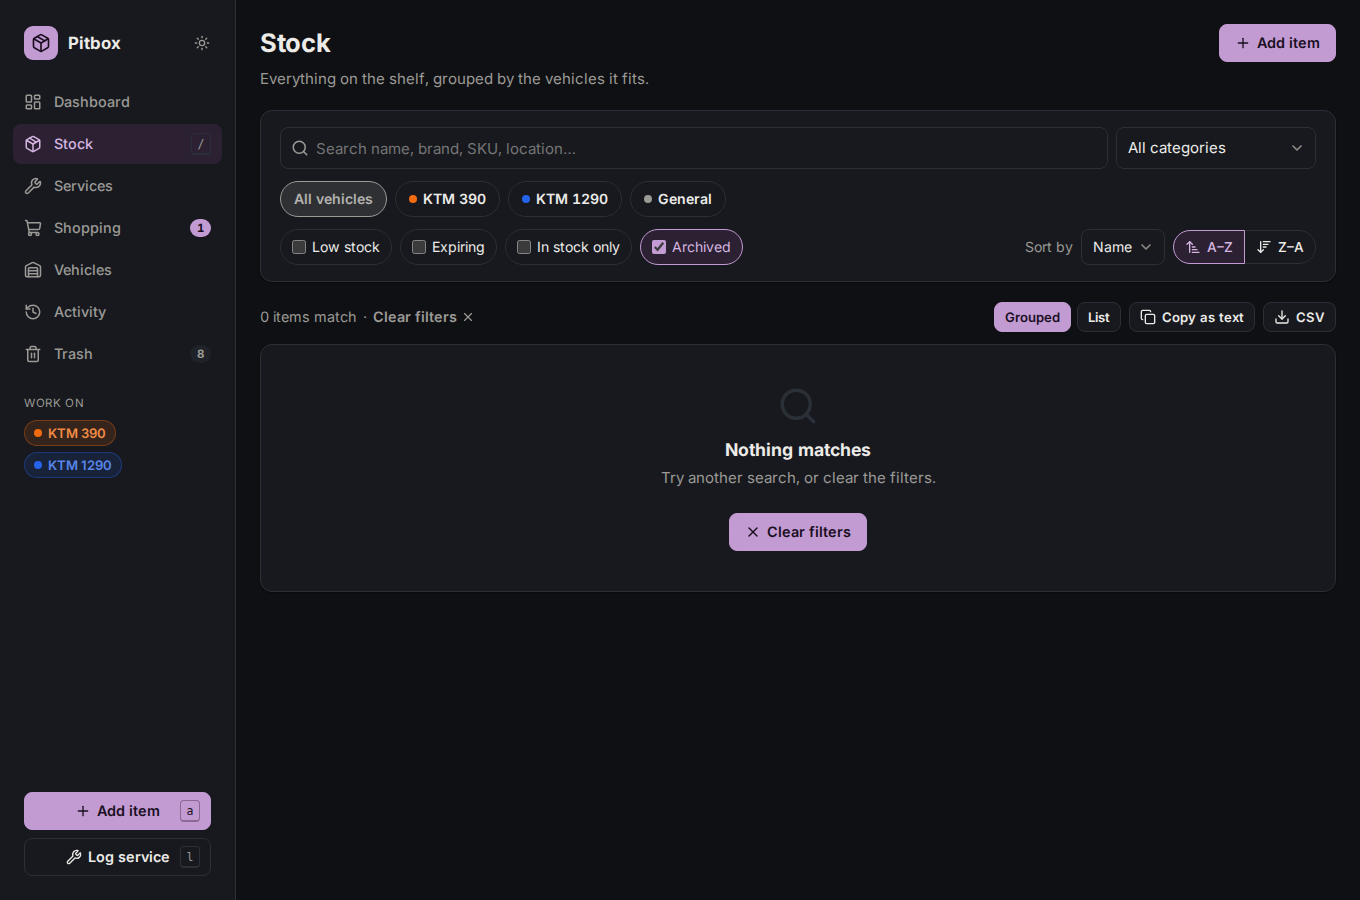 Pitbox
Dashboard
Stock /
Services
Shopping 1
Vehicles
Activity
Trash 8
WORK ON
KTM 390
KTM 1290
Add item a
Log service l
Stock
Add item
Everything on the shelf, grouped by the vehicles it fits.
Search name, brand, SKU, location...
All categories
All vehicles KTM 390 KTM 1290 General
Low stock Expiring In stock only Archived Sort by Name A–Z Z–A
0 items match · Clear filters Grouped List Copy as text CSV
Nothing matches
Try another search, or clear the filters.
Clear filters